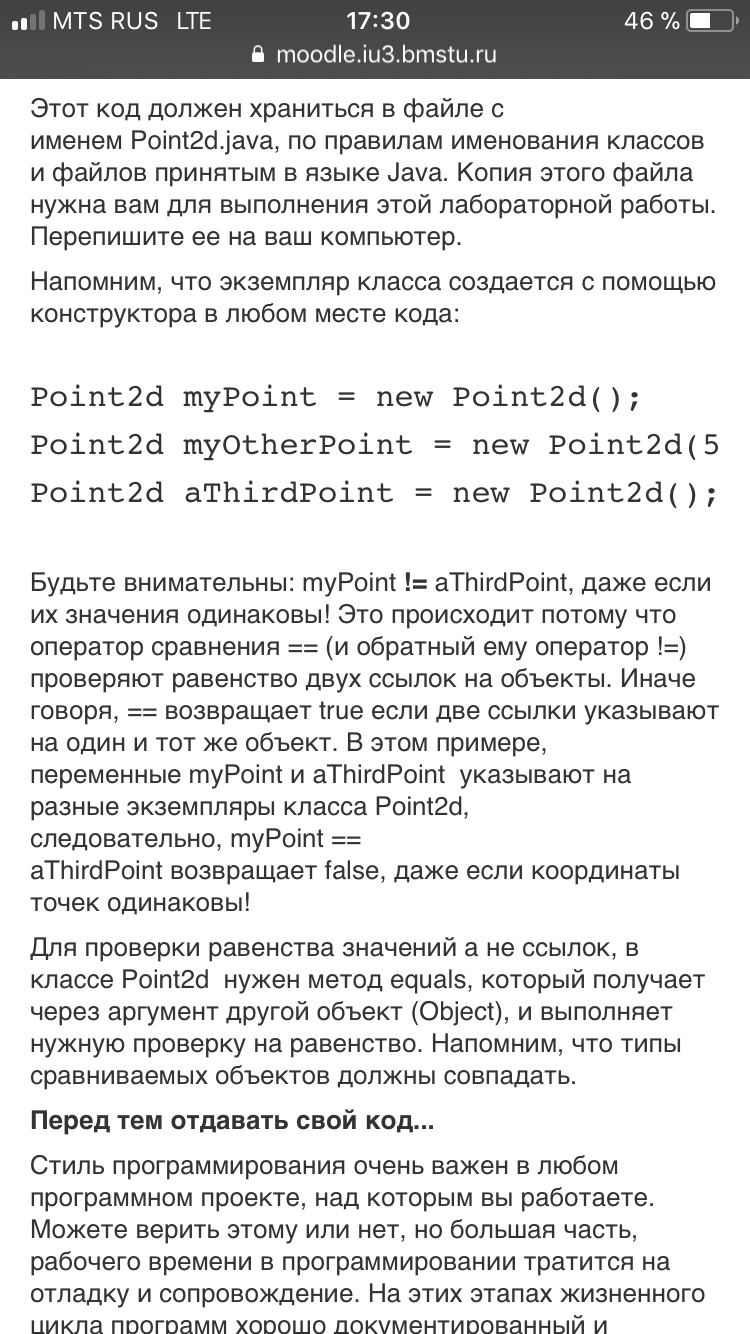 MTS RUS LTE 17:30 46 %
moodle.iu3.bmstu.ru
Этот код должен храниться в файле с
именем Point2d.java, по правилам именования классов
и файлов принятым в языке Java. Копия этого файла
нужна вам для выполнения этой лабораторной работы.
Перепишите ее на ваш компьютер.
Напомним, что экземпляр класса создается с помощью
конструктора в любом месте кода:
Point2d myPoint = new Point2d();
Point2d myOtherPoint = new Point2d(5
Point2d aThirdPoint = new Point2d();
Будьте внимательны: myPoint != aThirdPoint, даже если
их значения одинаковы! Это происходит потому что
оператор сравнения == (и обратный ему оператор !=)
проверяют равенство двух ссылок на объекты. Иначе
говоря, == возвращает true если две ссылки указывают
на один и тот же объект. В этом примере,
переменные myPoint и aThirdPoint указывают на
разные экземпляры класса Point2d,
следовательно, myPoint ==
aThirdPoint возвращает false, даже если координаты
точек одинаковы!
Для проверки равенства значений а не ссылок, в
классе Point2d нужен метод equals, который получает
через аргумент другой объект (Object), и выполняет
нужную проверку на равенство. Напомним, что типы
сравниваемых объектов должны совпадать.
Перед тем отдавать свой код...
Стиль программирования очень важен в любом
программном проекте, над которым вы работаете.
Можете верить этому или нет, но большая часть,
рабочего времени в программировании тратится на
отладку и сопровождение. На этих этапах жизненного
цикла программ хорошо документированный и